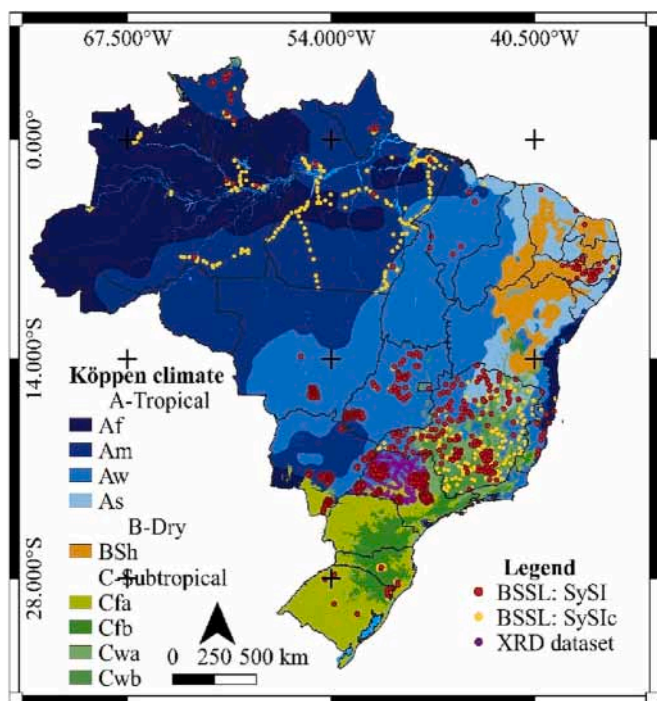 67.500°W 54.000°W 40.500°W
0.000°
14.000°S
28.000°S
Köppen climate
A-Tropical
Af
Am
Aw
As
B-Dry
BSh
C-Subtropical
Cfa
Cfb
Cwa
Cwb
0 250 500 km
Legend
BSSL: SySI
BSSL: SySIc
XRD dataset